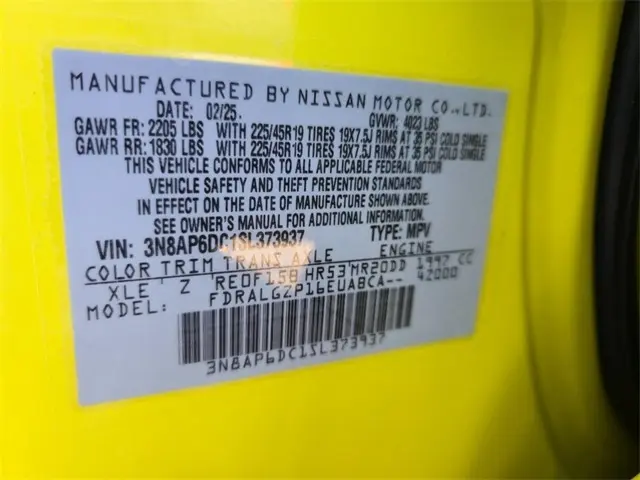 MANUFACTURED BY NISSAN MOTOR CO.,LTD.
DATE: 02/25. GVWR: 4023 LBS
GAWR FR: 2205 LBS WITH 225/45R19 TIRES 19X7.5J RIMS AT 35 PSI COLD SINGLE
GAWR RR: 1830 LBS WITH 225/45R19 TIRES 19X7.5J RIMS AT 35 PSI COLD SINGLE
THIS VEHICLE CONFORMS TO ALL APPLICABLE FEDERAL MOTOR
VEHICLE SAFETY AND THEFT PREVENTION STANDARDS
IN EFFECT ON THE DATE OF MANUFACTURE SHOWN ABOVE.
SEE OWNER'S MANUAL FOR ADDITIONAL INFORMATION
VIN: 3N8AP6DC1SL373937 TYPE: MPV
COLOR TRIM TRANS AXLE ENGINE
XLE Z RE0F15B HR53 MR20DD 1997 CC
MODEL: FDRALGZP16EUABCA-- 42000
3N8AP6DC1SL373937